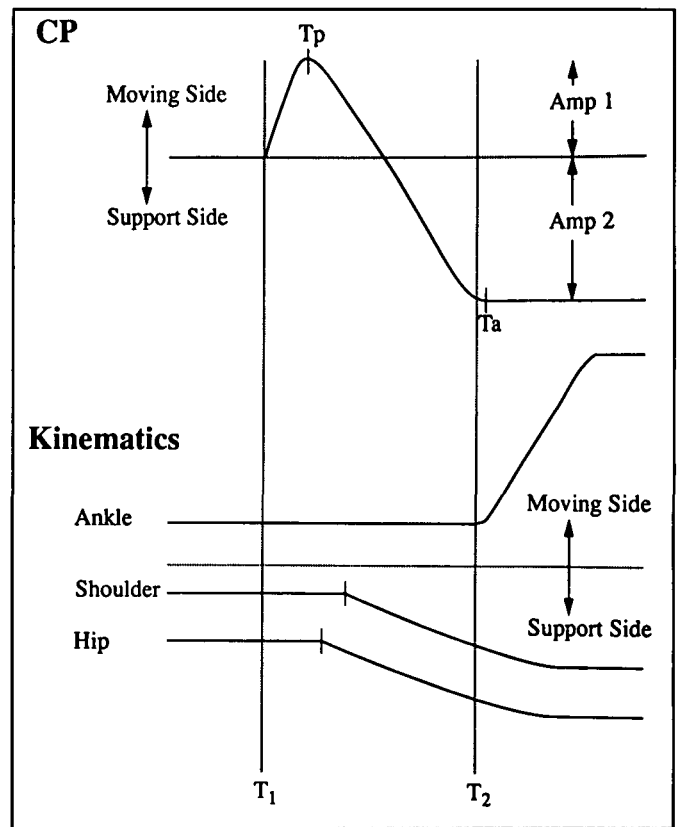 CP
Tp
Moving Side
Amp 1
Support Side
Amp 2
Ta
Kinematics
Ankle
Moving Side
Shoulder
Support Side
Hip
T1
T2